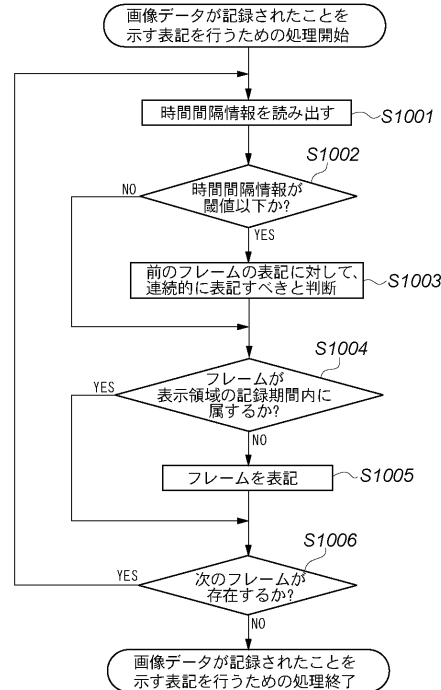 画像データが記録されたことを
示す表記を行うための処理開始
時間間隔情報を読み出す
S1001
S1002
時間間隔情報が
閾値以下か?
NO
YES
前のフレームの表記に対して、
連続的に表記すべきと判断
S1003
S1004
フレームが
表示領域の記録期間内に
属するか?
YES
NO
フレームを表記
S1005
S1006
次のフレームが
存在するか?
YES
NO
画像データが記録されたことを
示す表記を行うための処理終了